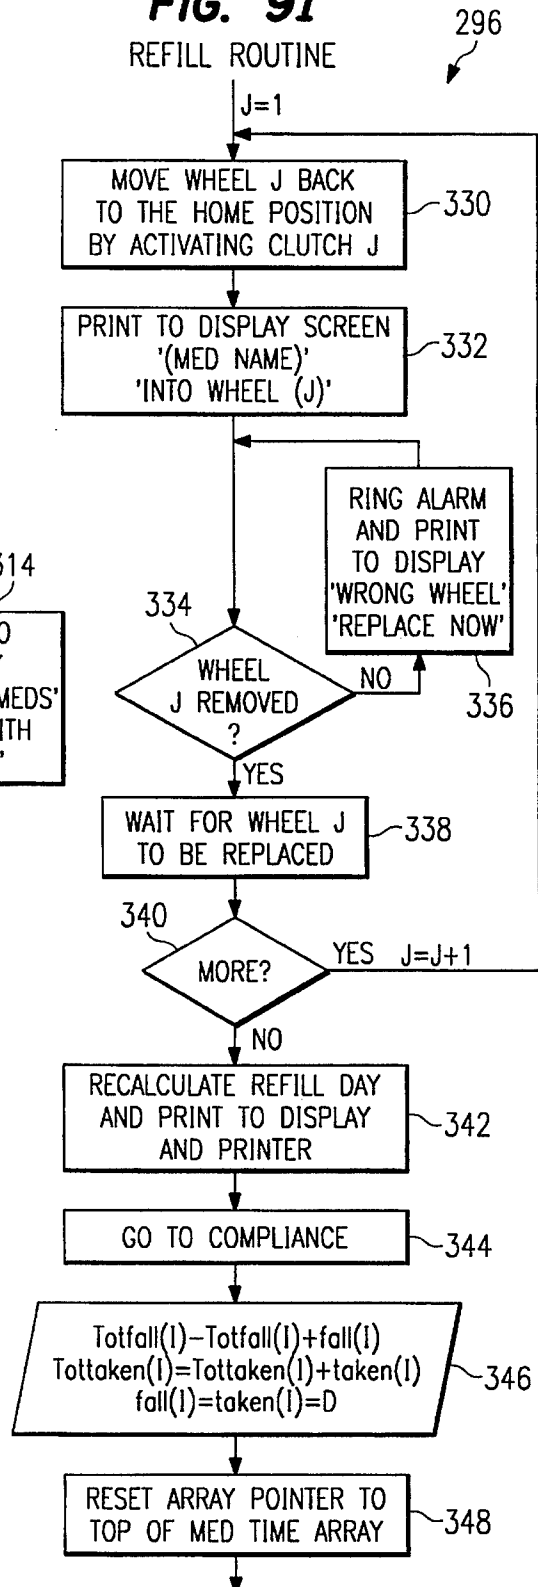 FIG. 9I
296
REFILL ROUTINE
J=1
MOVE WHEEL J BACK
TO THE HOME POSITION
BY ACTIVATING CLUTCH J
330
PRINT TO DISPLAY SCREEN
'(MED NAME)'
'INTO WHEEL (J)'
332
RING ALARM
AND PRINT
TO DISPLAY
'WRONG WHEEL'
'REPLACE NOW'
336
314
MEDS'
334
WHEEL
J REMOVED
?
NO
YES
WAIT FOR WHEEL J
TO BE REPLACED
338
340
MORE?
YES J=J+1
NO
RECALCULATE REFILL DAY
AND PRINT TO DISPLAY
AND PRINTER
342
GO TO COMPLIANCE
344
Totfall(I)-Totfall(I)+fall(I)
Tottaken(I)=Tottaken(I)+taken(I)
fall(I)=taken(I)=D
346
RESET ARRAY POINTER TO
TOP OF MED TIME ARRAY
348